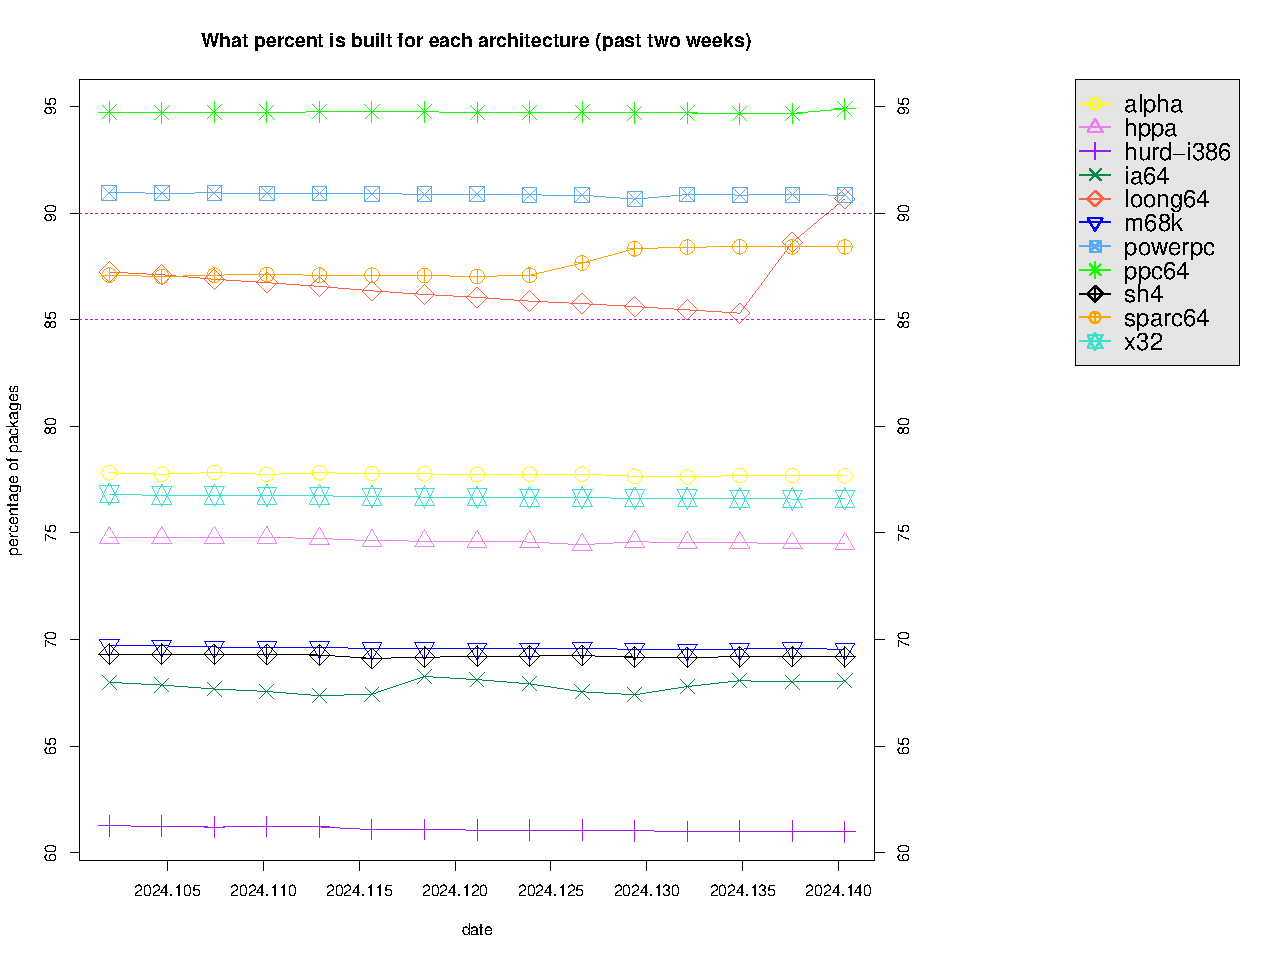 What percent is built for each architecture (past two weeks)
percentage of packages
95
90
85
80
75
70
65
60
95
90
85
80
75
70
65
60
2024.105 2024.110 2024.115 2024.120 2024.125 2024.130 2024.135 2024.140
date
alpha
hppa
hurd−i386
ia64
loong64
m68k
powerpc
ppc64
sh4
sparc64
x32